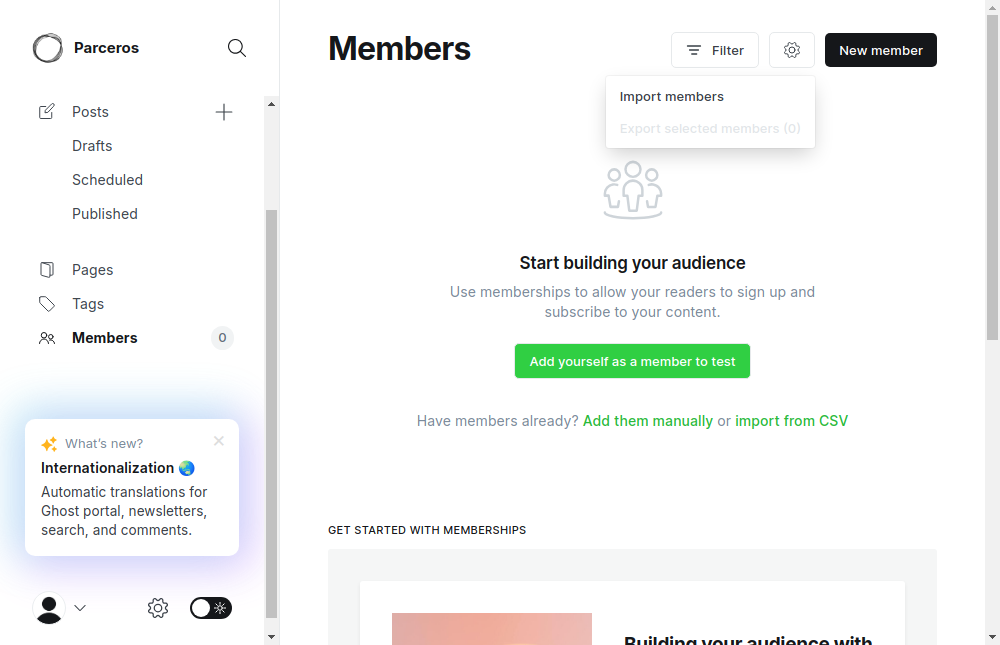 Parceros
Posts
Drafts
Scheduled
Published
Pages
Tags
Members
0
What's new?
Internationalization 🌏
Automatic translations for
Ghost portal, newsletters,
search, and comments.
Members
Filter
New member
Import members
Export selected members (0)
Start building your audience
Use memberships to allow your readers to sign up and
subscribe to your content.
Add yourself as a member to test
Have members already? Add them manually or import from CSV
GET STARTED WITH MEMBERSHIPS
Building your audience with